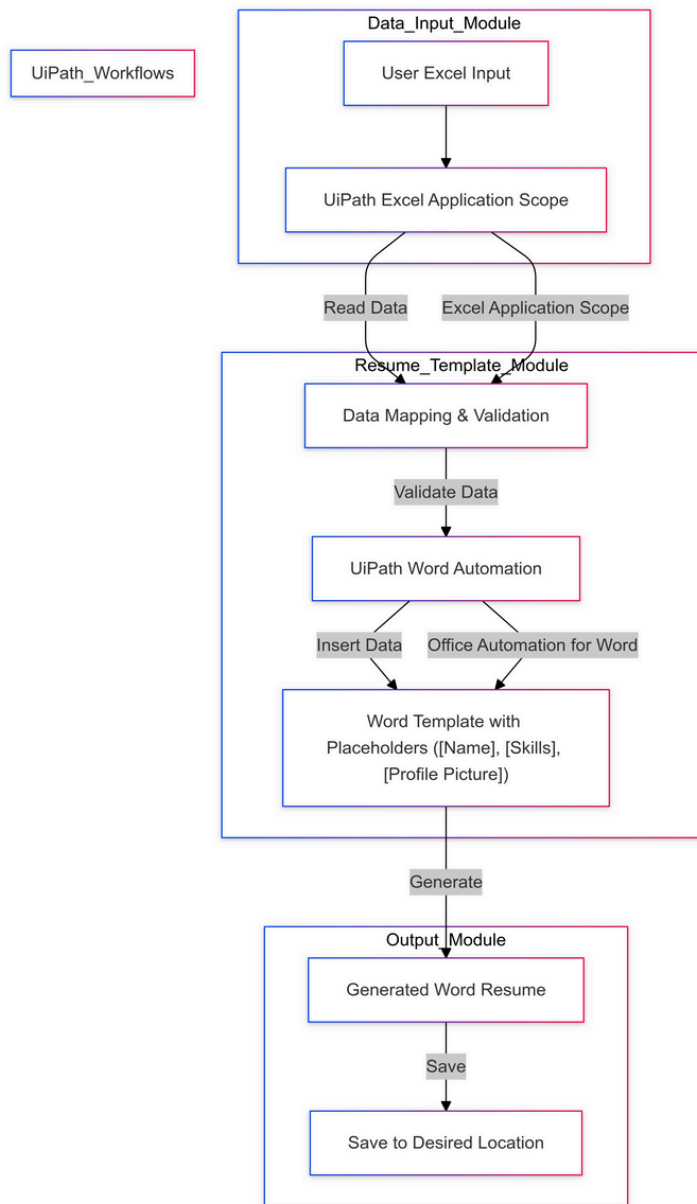 Data_Input_Module
UiPath_Workflows
User Excel Input
UiPath Excel Application Scope
Read Data
Excel Application Scope
Resume_Template_Module
Data Mapping & Validation
Validate Data
UiPath Word Automation
Insert Data
Office Automation for Word
Word Template with
Placeholders ([Name], [Skills],
[Profile Picture])
Generate
Output_Module
Generated Word Resume
Save
Save to Desired Location